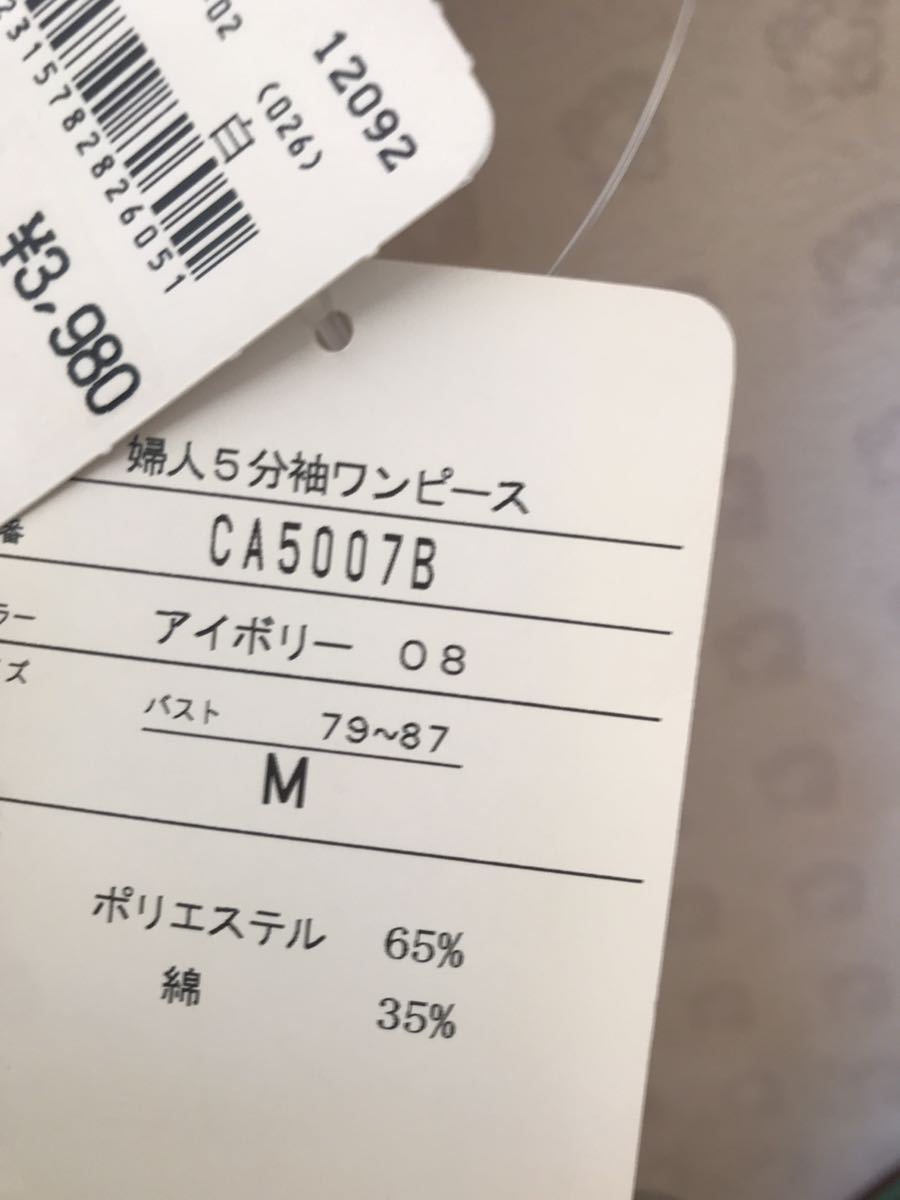 12092
02
(026)
白
2315782826051
¥3,980
婦人5分袖ワンピース
番 CA5007B
ラー アイボリー 08
イズ
バスト 79~87
M
ポリエステル 65%
綿 35%